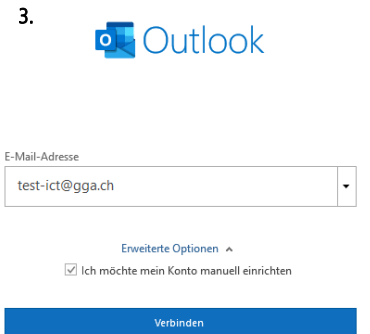 3.
Outlook
E-Mail-Adresse
test-ict@gga.ch
Erweiterte Optionen
Ich möchte mein Konto manuell einrichten
Verbinden